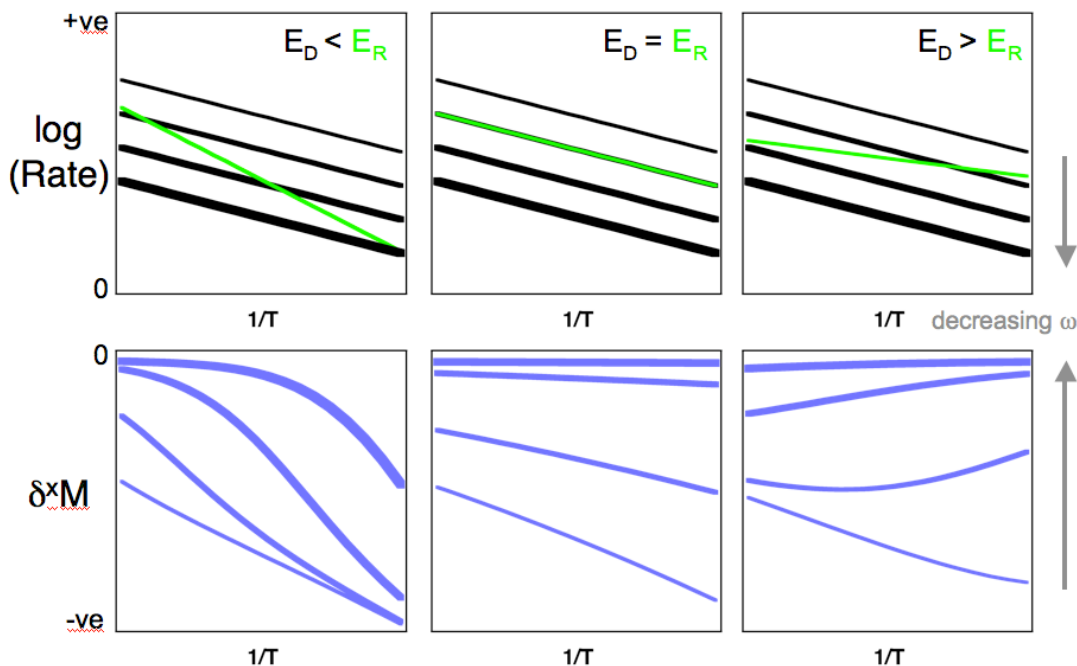 +ve
E_D < E_R
E_D = E_R
E_D > E_R
log
(Rate)
0
1/T
1/T
1/T
decreasing ω
0
δˣM
-ve
1/T
1/T
1/T